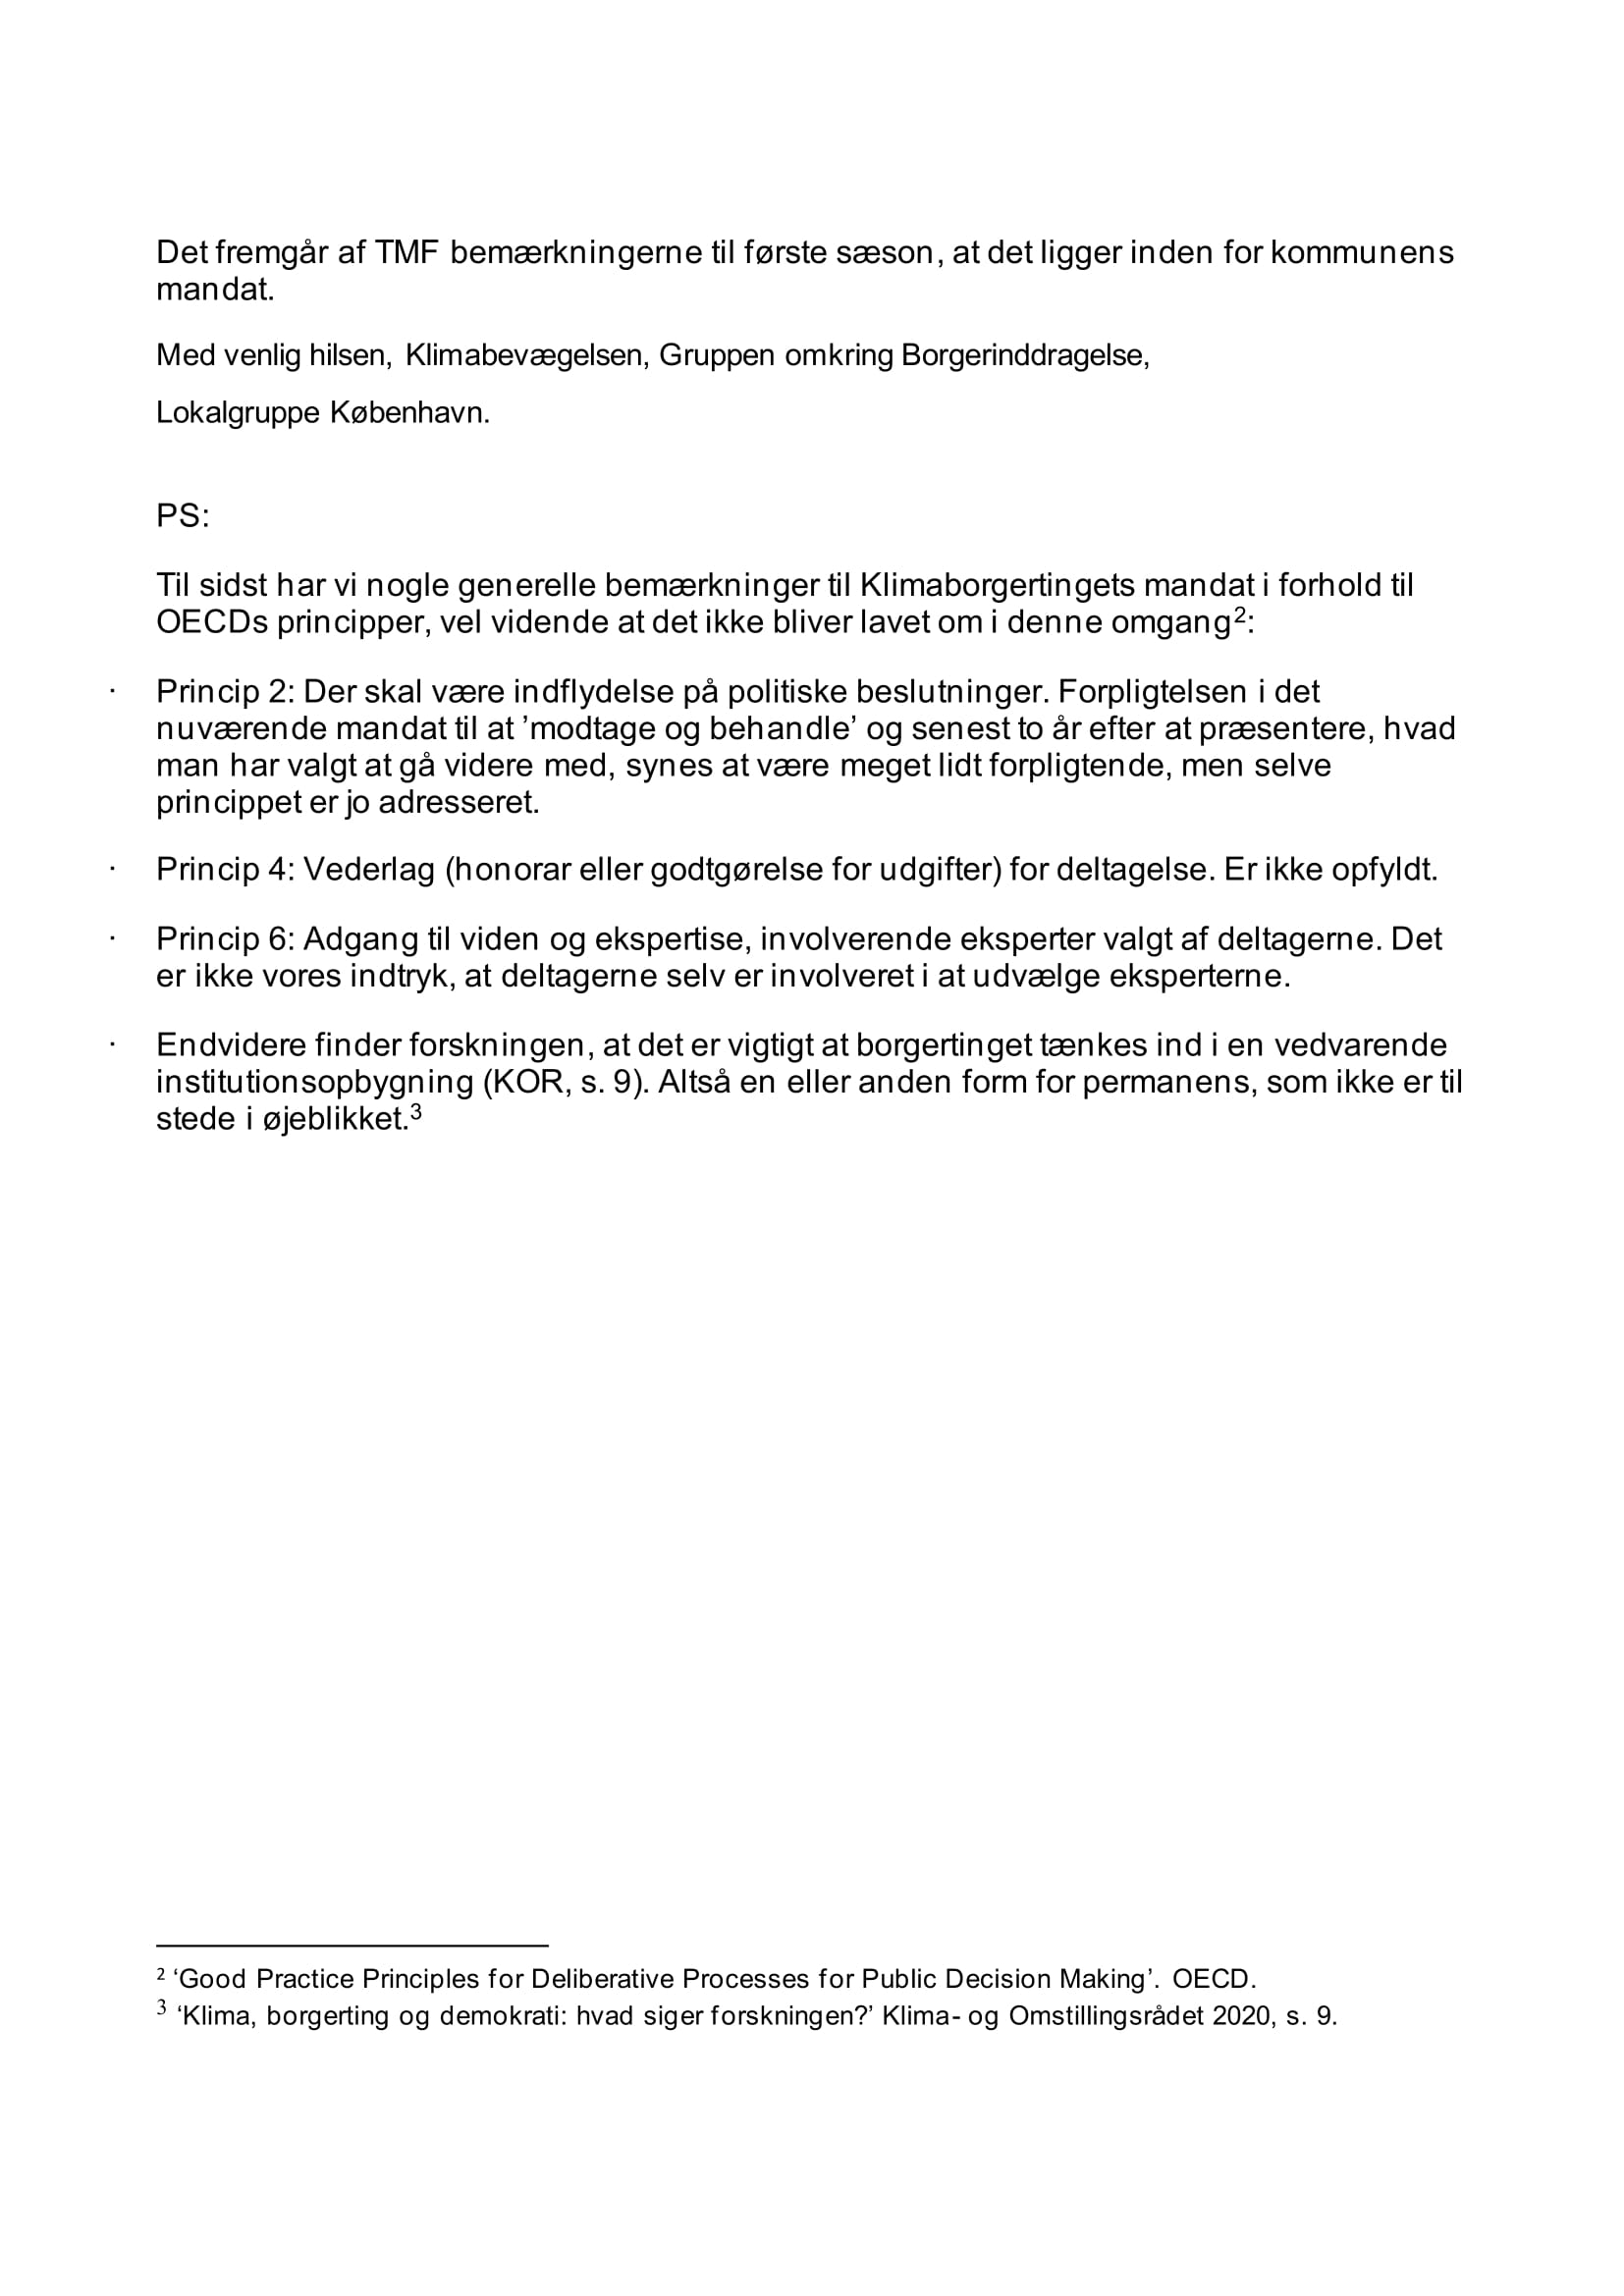 Det fremgår af TMF bemærkningerne til første sæson, at det ligger inden for kommunens
mandat.
Med venlig hilsen, Klimabevægelsen, Gruppen omkring Borgerinddragelse,
Lokalgruppe København.
PS:
Til sidst har vi nogle generelle bemærkninger til Klimaborgertingets mandat i forhold til
OECDs principper, vel vidende at det ikke bliver lavet om i denne omgang²:
· Princip 2: Der skal være indflydelse på politiske beslutninger. Forpligtelsen i det
nuværende mandat til at ’modtage og behandle’ og senest to år efter at præsentere, hvad
man har valgt at gå videre med, synes at være meget lidt forpligtende, men selve
princippet er jo adresseret.
· Princip 4: Vederlag (honorar eller godtgørelse for udgifter) for deltagelse. Er ikke opfyldt.
· Princip 6: Adgang til viden og ekspertise, involverende eksperter valgt af deltagerne. Det
er ikke vores indtryk, at deltagerne selv er involveret i at udvælge eksperterne.
· Endvidere finder forskningen, at det er vigtigt at borgertinget tænkes ind i en vedvarende
institutionsopbygning (KOR, s. 9). Altså en eller anden form for permanens, som ikke er til
stede i øjeblikket.³
² ‘Good Practice Principles for Deliberative Processes for Public Decision Making’. OECD.
³ ‘Klima, borgerting og demokrati: hvad siger forskningen?’ Klima- og Omstillingsrådet 2020, s. 9.